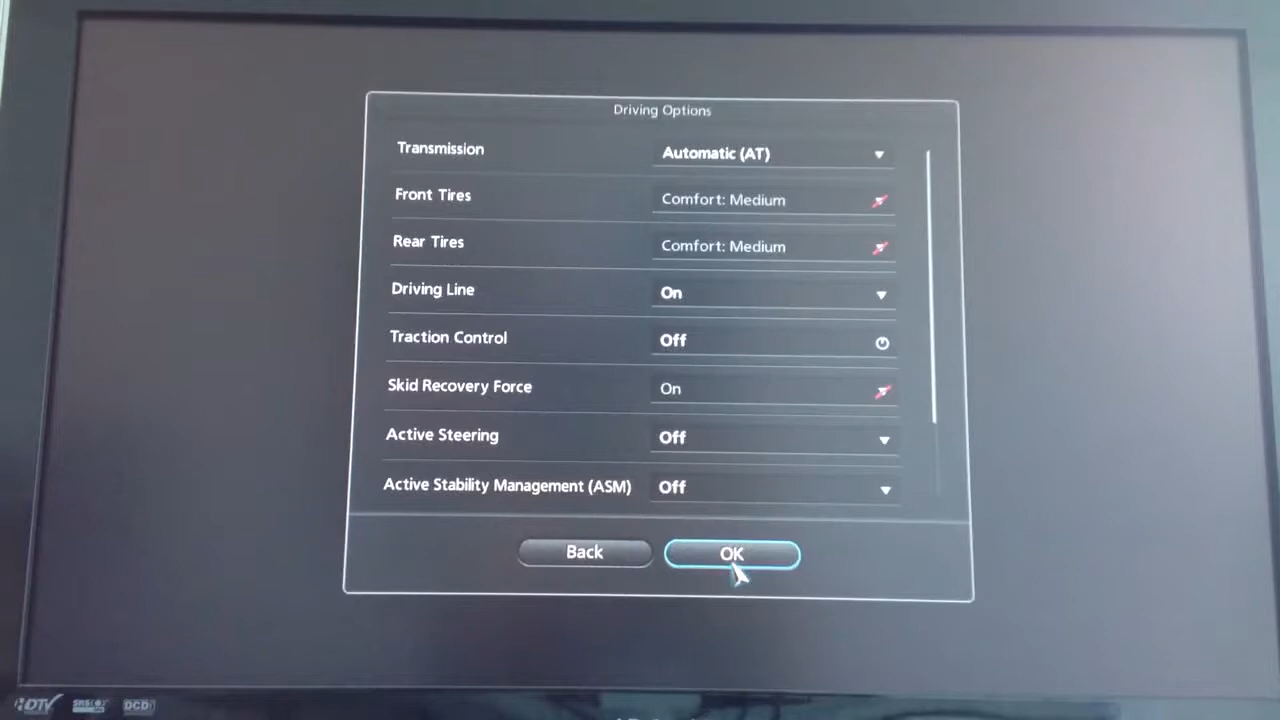 Driving Options
Transmission Automatic (AT)
Front Tires Comfort: Medium
Rear Tires Comfort: Medium
Driving Line On
Traction Control Off
Skid Recovery Force On
Active Steering Off
Active Stability Management (ASM) Off
Back OK
HDTV DCDi